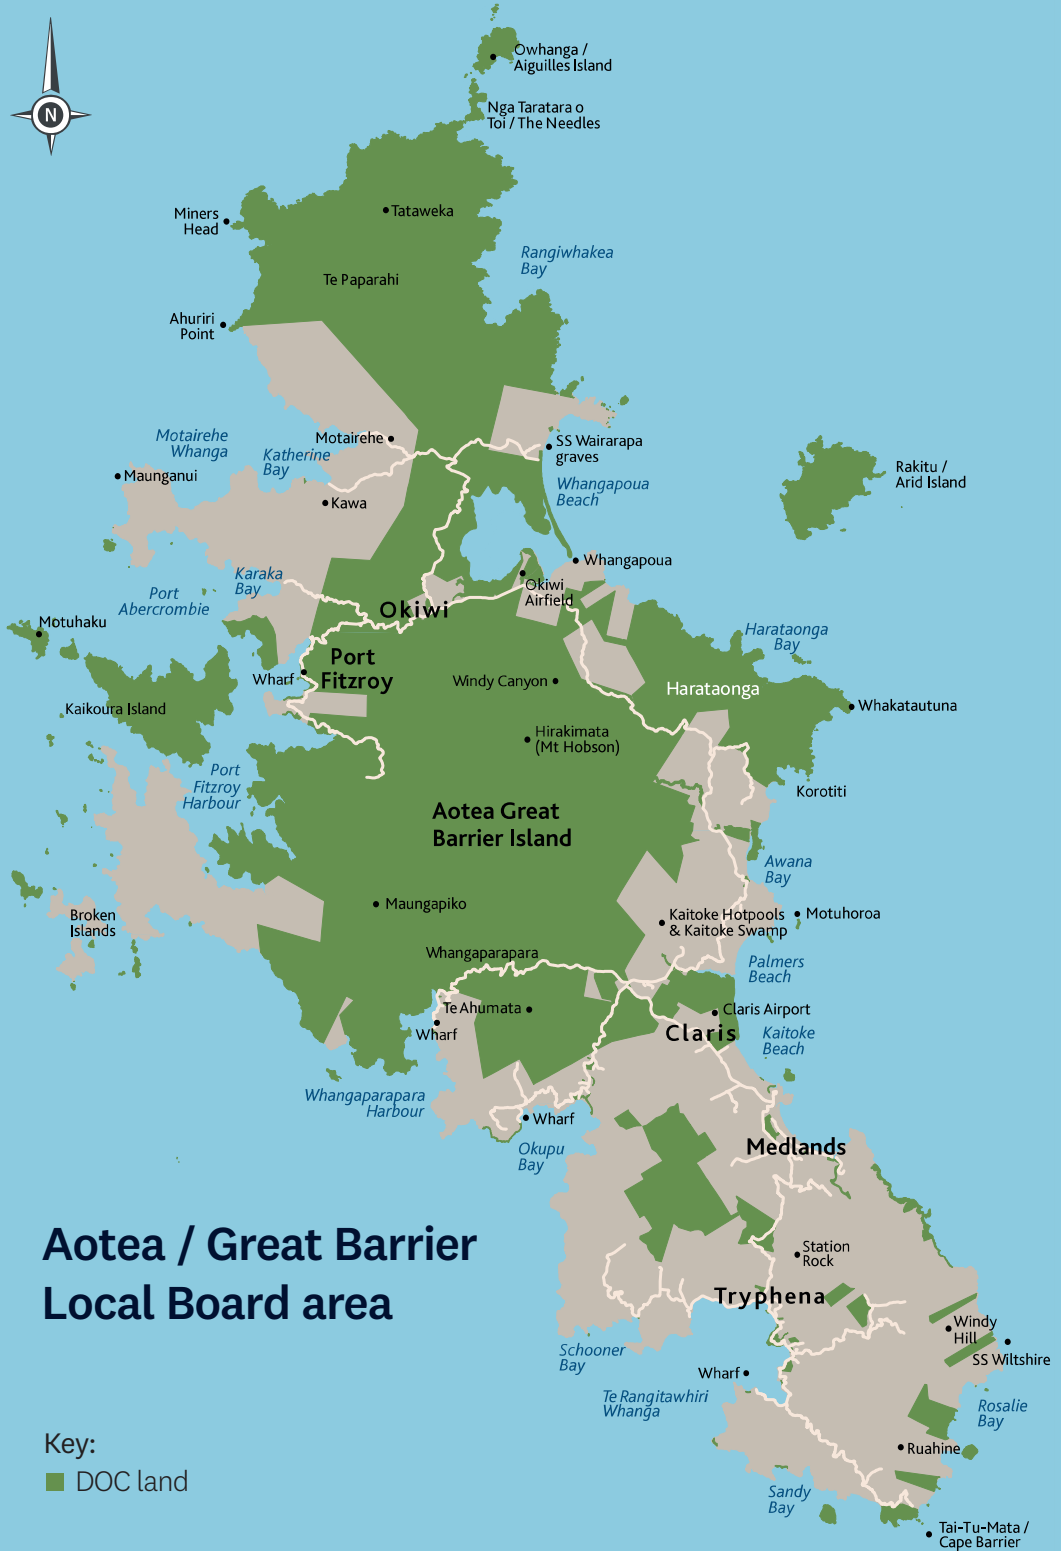 N
Owhanga /
Aiguilles Island
Nga Taratara o
Toi / The Needles
Tataweka
Miners
Head
Rangiwhakea
Bay
Te Paparahi
Ahuriri
Point
Motairehe
Whanga
Motairehe
Katherine
Bay
SS Wairarapa
graves
Maunganui
Whangapoua
Beach
Rakitu /
Arid Island
Kawa
Whangapoua
Karaka
Bay
Port
Abercrombie
Okiwi
Airfield
Okiwi
Motuhaku
Harataonga
Bay
Port
Fitzroy
Wharf
Windy Canyon
Harataonga
Kaikoura Island
Whakatautuna
Hirakimata
(Mt Hobson)
Port
Fitzroy
Harbour
Korotiti
Aotea Great
Barrier Island
Awana
Bay
Maungapiko
Broken
Islands
Kaitoke Hotpools
& Kaitoke Swamp
Motuhoroa
Whangaparapara
Palmers
Beach
Te Ahumata
Claris Airport
Wharf
Claris
Kaitoke
Beach
Whangaparapara
Harbour
Wharf
Okupu
Bay
Medlands
Aotea / Great Barrier
Local Board area
Station
Rock
Tryphena
Windy
Hill
SS Wiltshire
Schooner
Bay
Wharf
Te Rangitawhiri
Whanga
Rosalie
Bay
Key:
DOC land
Ruahine
Sandy
Bay
Tai-Tu-Mata /
Cape Barrier